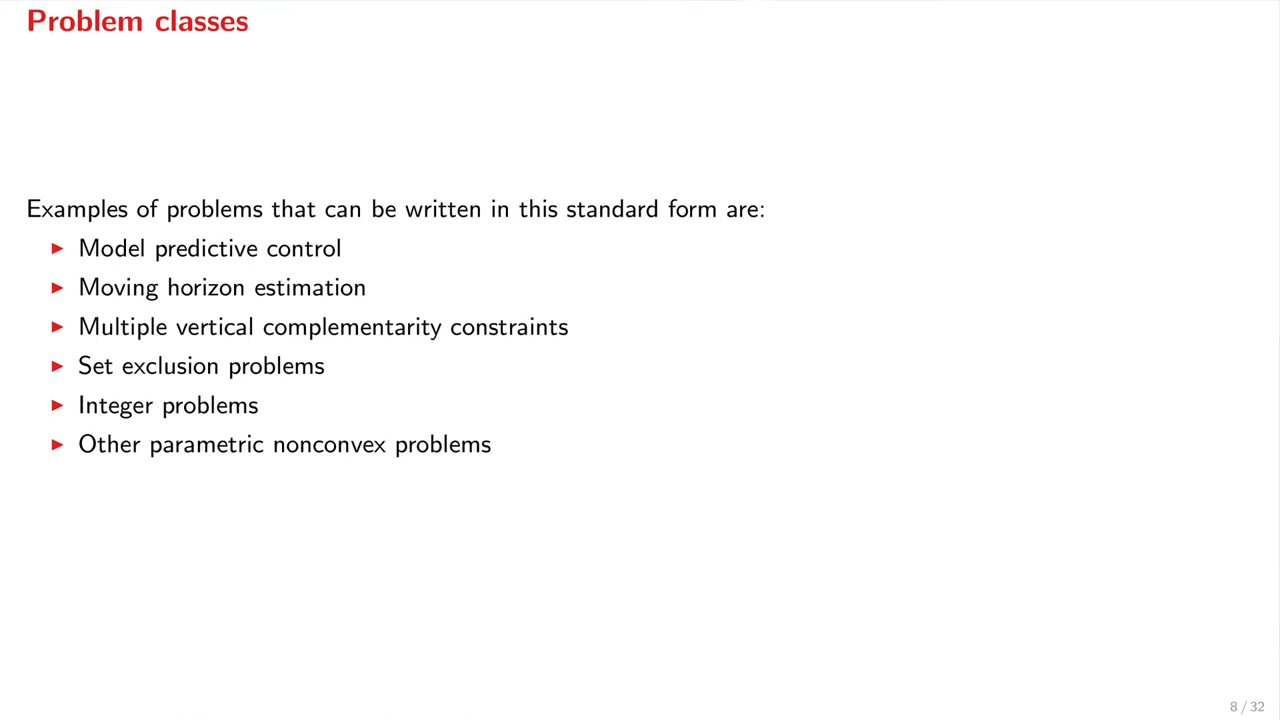 Problem classes
Examples of problems that can be written in this standard form are:
Model predictive control
Moving horizon estimation
Multiple vertical complementarity constraints
Set exclusion problems
Integer problems
Other parametric nonconvex problems
8 / 32